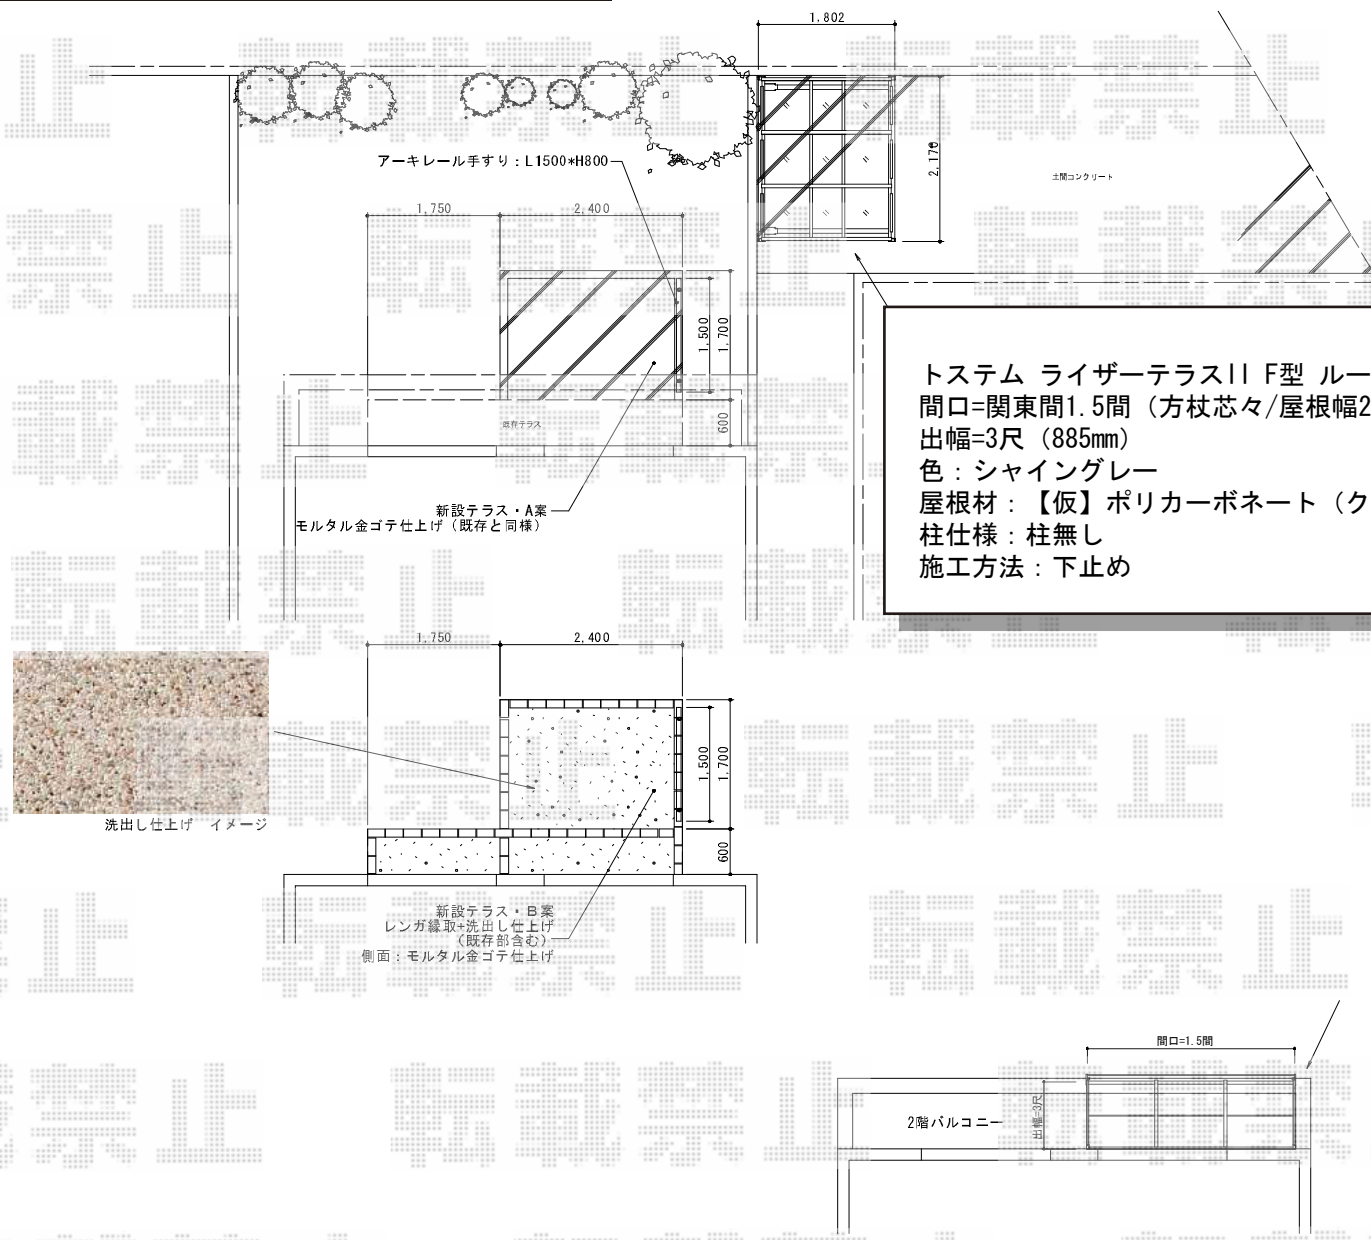 1,802
2,170
アーキレール手すり：L1500*H800
土間コンクリート
1,750
2,400
1,500
1,700
600
既存テラス
新設テラス・A案
モルタル金ゴテ仕上げ（既存と同様）
トステム ライザーテラスII F型 ルー
間口=関東間1.5間（方杖芯々/屋根幅2
出幅=3尺（885mm）
色：シャイングレー
屋根材：【仮】ポリカーボネート（ク
柱仕様：柱無し
施工方法：下止め
1,750
2,400
1,500
1,700
600
洗出し仕上げ　イメージ
新設テラス・B案
レンガ縁取+洗出し仕上げ
（既存部含む）
側面：モルタル金ゴテ仕上げ
間口=1.5間
出幅=3尺
2階バルコニー
転載禁止